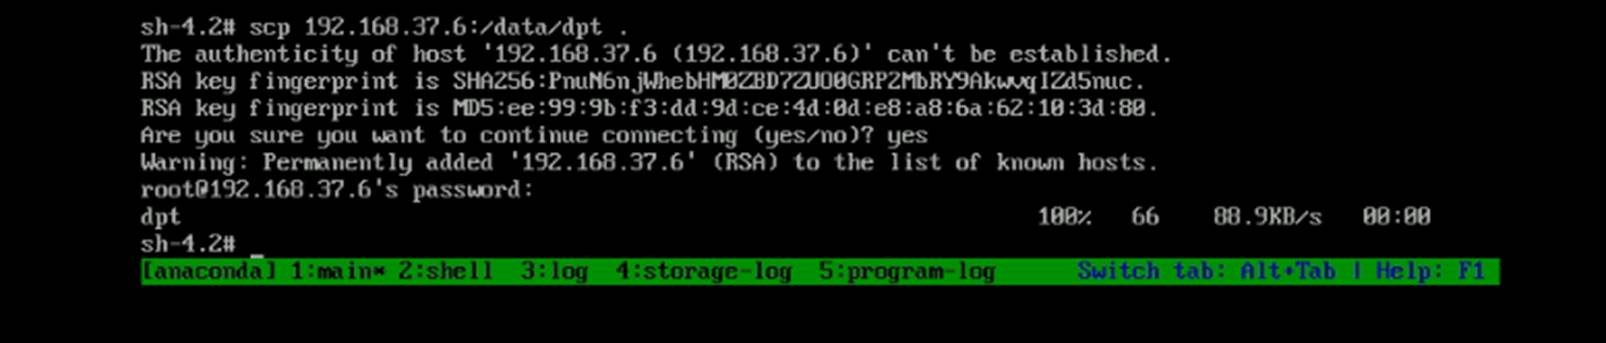 sh-4.2# scp 192.168.37.6:/data/dpt .
The authenticity of host '192.168.37.6 (192.168.37.6)' can't be established.
RSA key fingerprint is SHA256:PnuN6njWhebHM0ZBD7ZUO0GRP2MbRY9AkwvqIZd5nuc.
RSA key fingerprint is MD5:ee:99:9b:f3:dd:9d:ce:4d:0d:e8:a8:6a:62:10:3d:80.
Are you sure you want to continue connecting (yes/no)? yes
Warning: Permanently added '192.168.37.6' (RSA) to the list of known hosts.
root@192.168.37.6's password:
dpt 100% 66 88.9KB/s 00:00
sh-4.2# _
[anaconda] 1:main* 2:shell 3:log 4:storage-log 5:program-log Switch tab: Alt+Tab | Help: F1